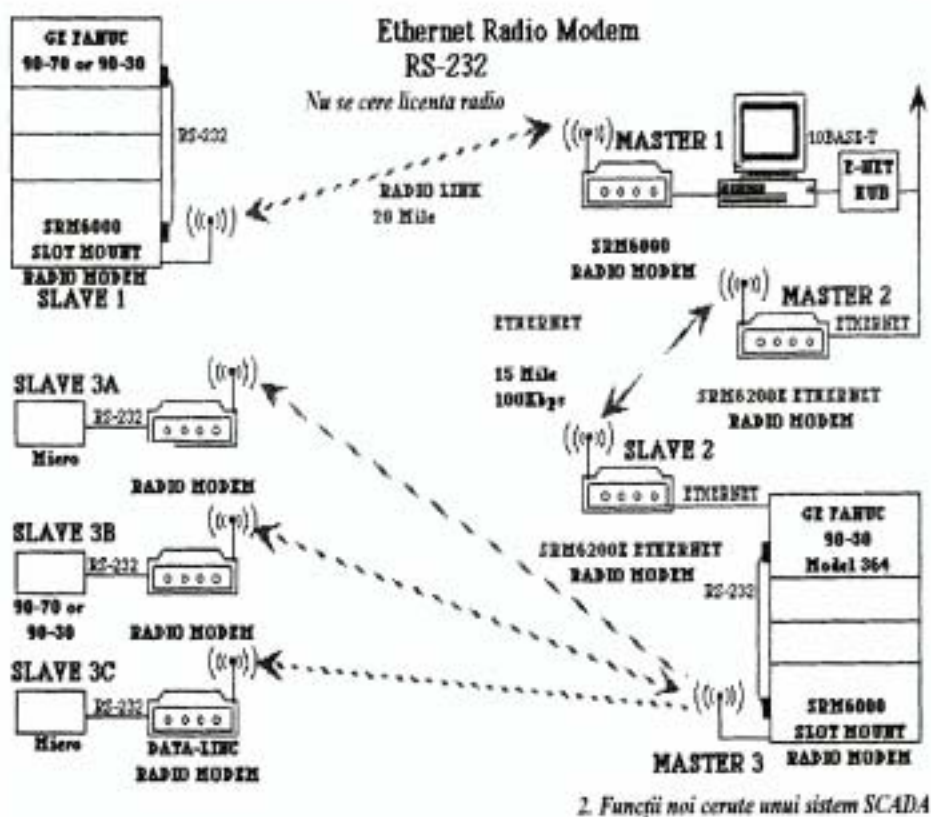 Ethernet Radio Modem
RS-232
Nu se cere licenta radio
GE FANUC
90-70 or 90-30
RS-232
SRM6000
SLOT MOUNT
RADIO MODEM
SLAVE 1
RADIO LINK
20 Mile
MASTER 1
10BASE-T
E-NET
HUB
SRM6000
RADIO MODEM
MASTER 2
ETHERNET
SRM6200E ETHERNET
RADIO MODEM
ETHERNET
15 Mile
100Kbps
SLAVE 2
ETHERNET
SRM6200E ETHERNET
RADIO MODEM
SLAVE 3A
RS-232
Micro
RADIO MODEM
SLAVE 3B
RS-232
90-70 or
90-30
RADIO MODEM
SLAVE 3C
RS-232
Micro
DATA-LINC
RADIO MODEM
GE FANUC
90-30
Model 364
RS-232
SRM6000
SLOT MOUNT
RADIO MODEM
MASTER 3
2. Funcții noi cerute unui sistem SCADA